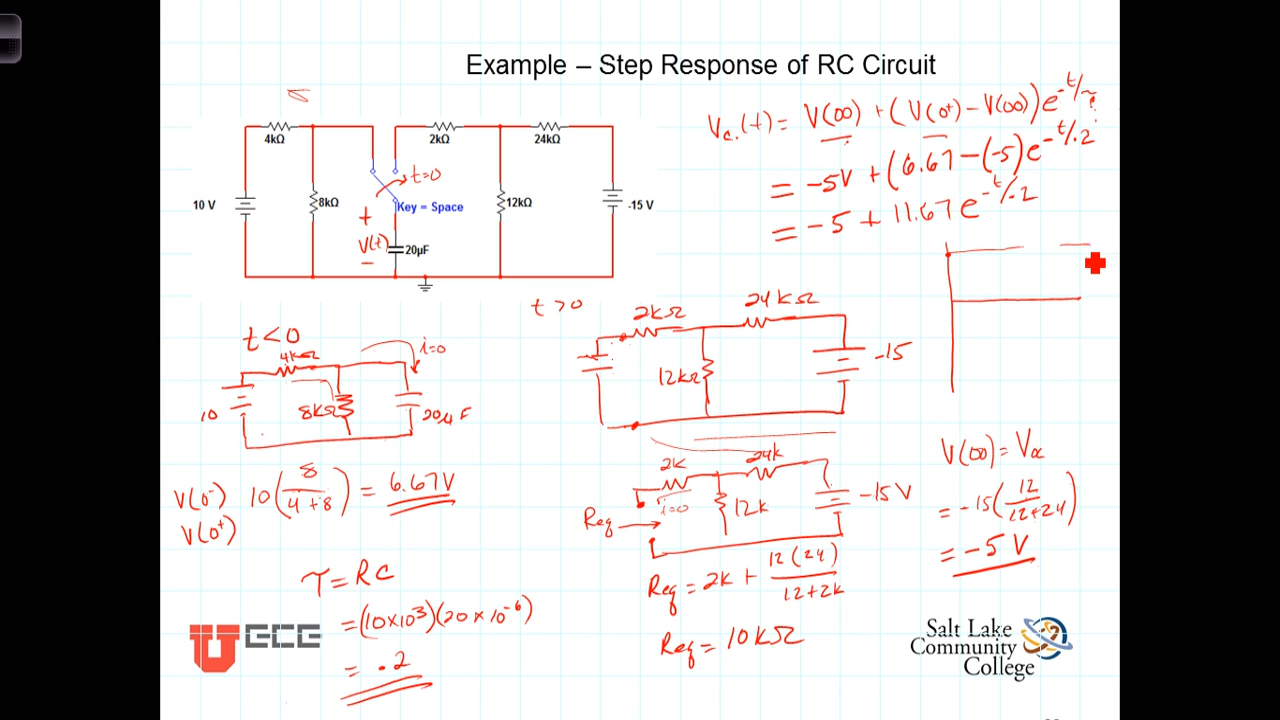 Example – Step Response of RC Circuit
4kΩ
2kΩ
24kΩ
10 V
8kΩ
t=0
Key = Space
12kΩ
-15 V
+
V(t)
–
20µF
Vc(t) = V(∞) + (V(0⁺) – V(∞)) e^-t/τ
= -5V + (6.67 – (-5)) e^-t/.2
= -5 + 11.67 e^-t/.2
t < 0
4kΩ
i=0
10
8kΩ
20µF
V(0⁻) 10 (8/4+8) = 6.67V
V(0⁺)
τ = RC
= (10×10³)(20×10⁻⁶)
= .2
t > 0
2kΩ
24kΩ
12kΩ
-15
2k
24k
i=0
12k
-15 V
Req
Req = 2k + 12(24)/12+24
Req = 10kΩ
V(∞) = Voc
= -15 (12/12+24)
= -5 V
U ECE
Salt Lake
Community
College